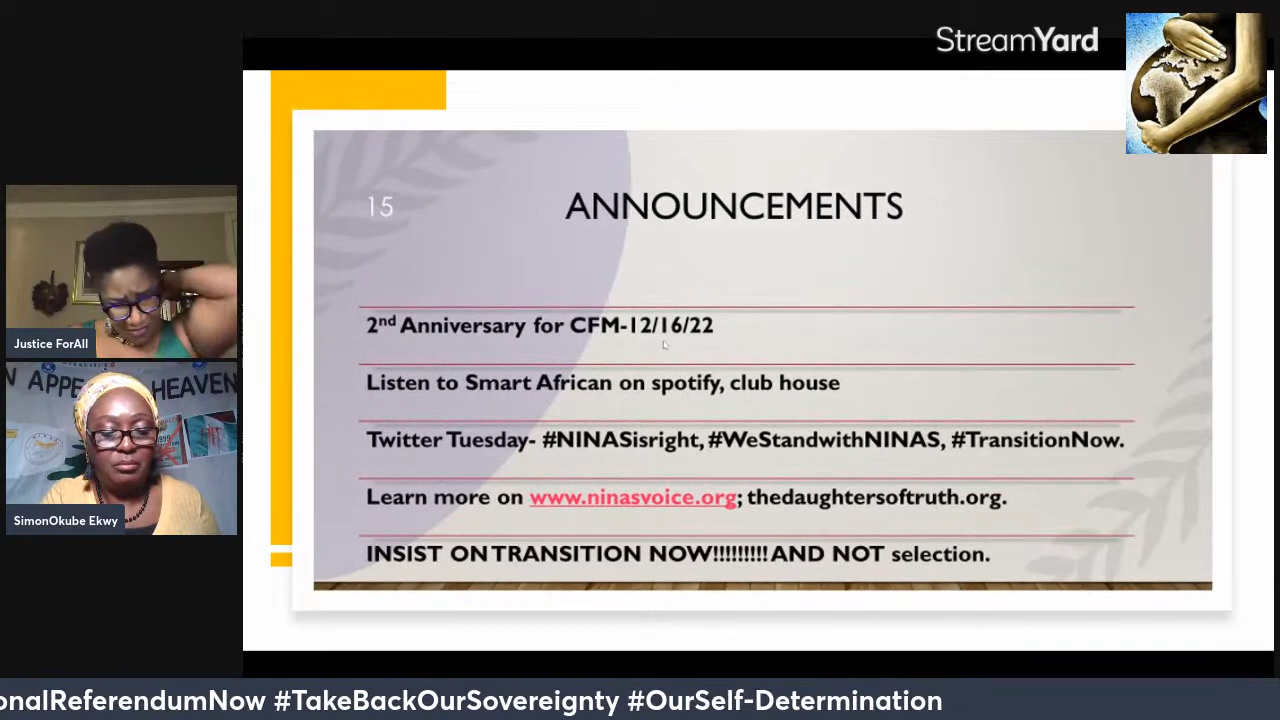 StreamYard
15
ANNOUNCEMENTS
2nd Anniversary for CFM-12/16/22
Listen to Smart African on spotify, club house
Twitter Tuesday- #NINASisright, #WeStandwithNINAS, #TransitionNow.
Learn more on www.ninasvoice.org; thedaughtersoftruth.org.
INSIST ON TRANSITION NOW!!!!!!!!! AND NOT selection.
Justice ForAll
N APPE HEAVEN
SimonOkube Ekwy
onalReferendumNow #TakeBackOurSovereignty #OurSelf-Determination